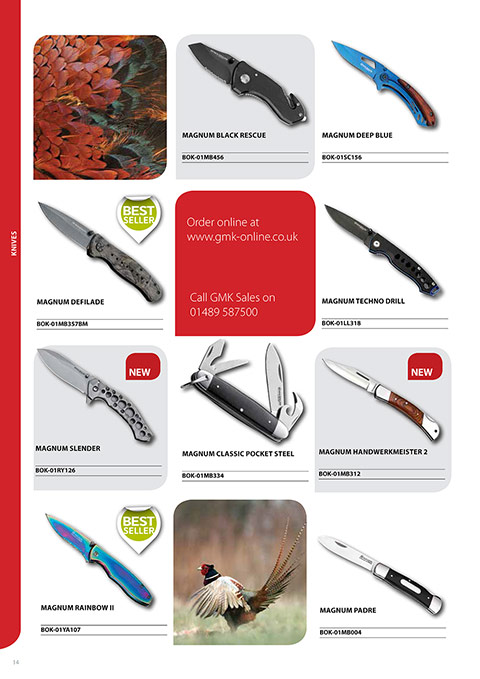 MAGNUM BLACK RESCUE
BOK-01MB456
MAGNUM DEEP BLUE
BOK-01SC156
KNIVES
BEST
SELLER
MAGNUM DEFILADE
BOK-01MB357BM
Order online at
www.gmk-online.co.uk
Call GMK Sales on
01489 587500
MAGNUM TECHNO DRILL
BOK-01LL318
MAGNUM SLENDER
BOK-01RY126
NEW
MAGNUM CLASSIC POCKET STEEL
BOK-01MB334
NEW
MAGNUM HANDWERKMEISTER 2
BOK-01MB312
BEST
SELLER
MAGNUM RAINBOW II
BOK-01YA107
MAGNUM PADRE
BOK-01MB004
14